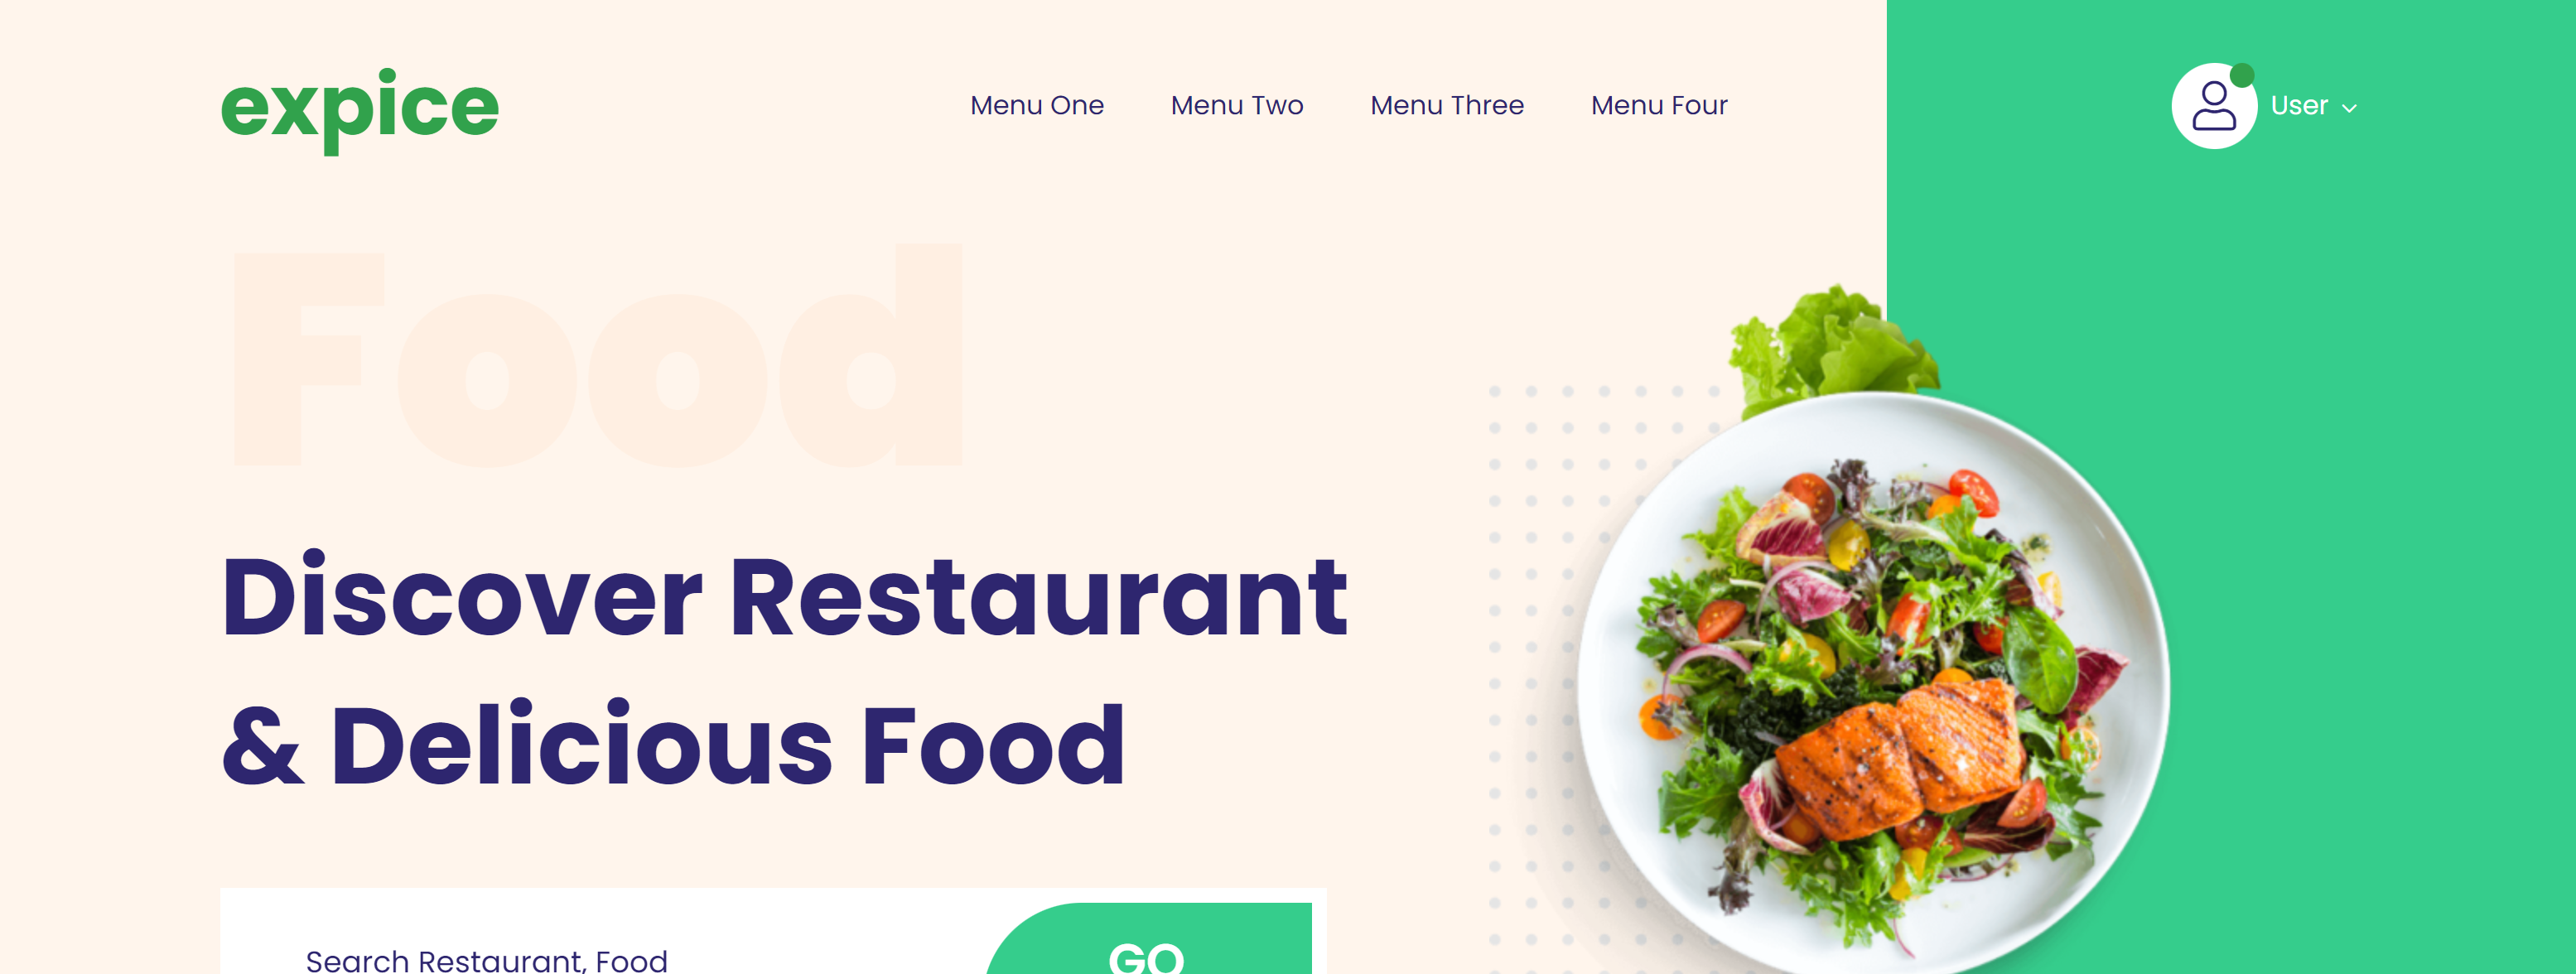 expice
Menu One Menu Two Menu Three Menu Four
User
Food
Discover Restaurant
& Delicious Food
Search Restaurant, Food
GO